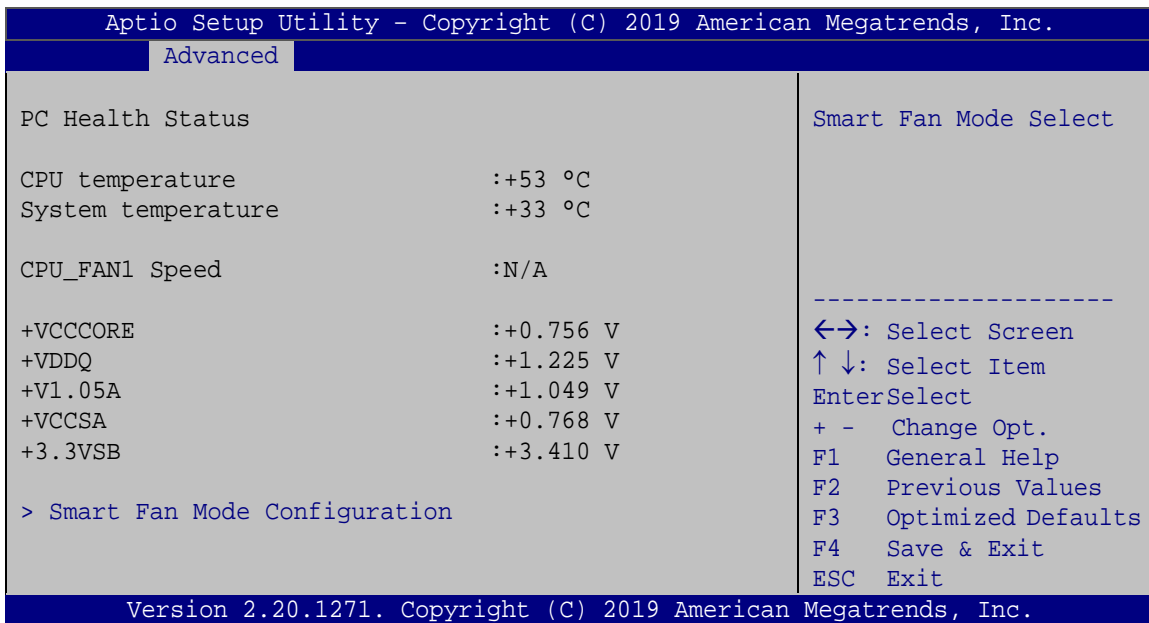 Aptio Setup Utility – Copyright (C) 2019 American Megatrends, Inc.
Advanced
PC Health Status
CPU temperature :+53 °C
System temperature :+33 °C
CPU_FAN1 Speed :N/A
+VCCCORE :+0.756 V
+VDDQ :+1.225 V
+V1.05A :+1.049 V
+VCCSA :+0.768 V
+3.3VSB :+3.410 V
> Smart Fan Mode Configuration
Smart Fan Mode Select
---------------------
←→: Select Screen
↑ ↓: Select Item
EnterSelect
+ - Change Opt.
F1 General Help
F2 Previous Values
F3 Optimized Defaults
F4 Save & Exit
ESC Exit
Version 2.20.1271. Copyright (C) 2019 American Megatrends, Inc.